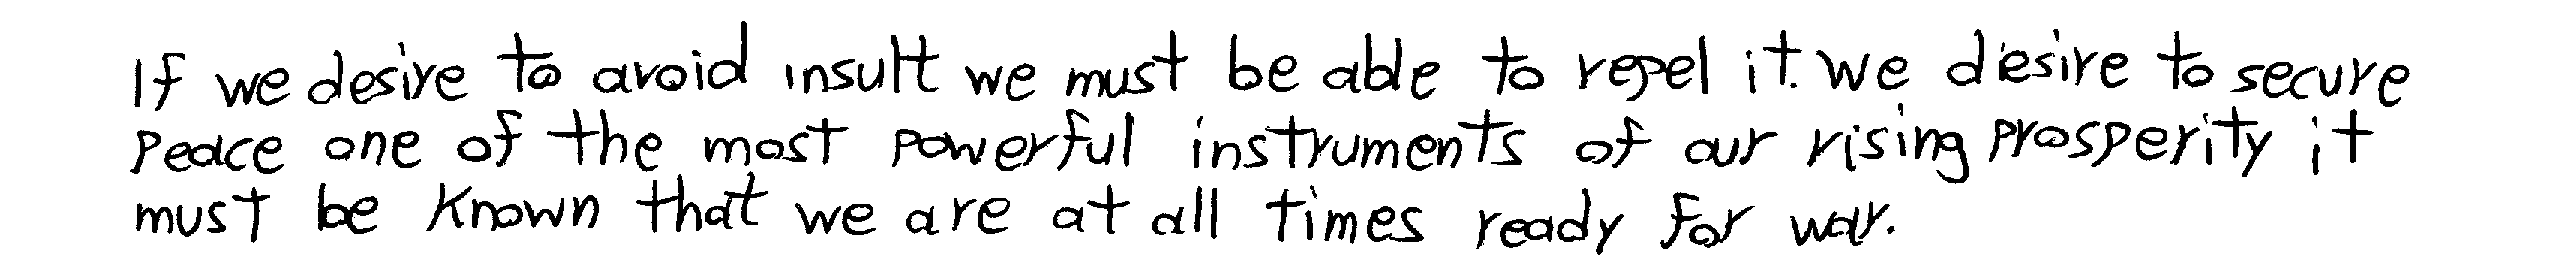 If we desire to avoid insult we must be able to repel it. we desire to secure
peace one of the most powerful instruments of our rising prosperity it
must be known that we are at all times ready for war.